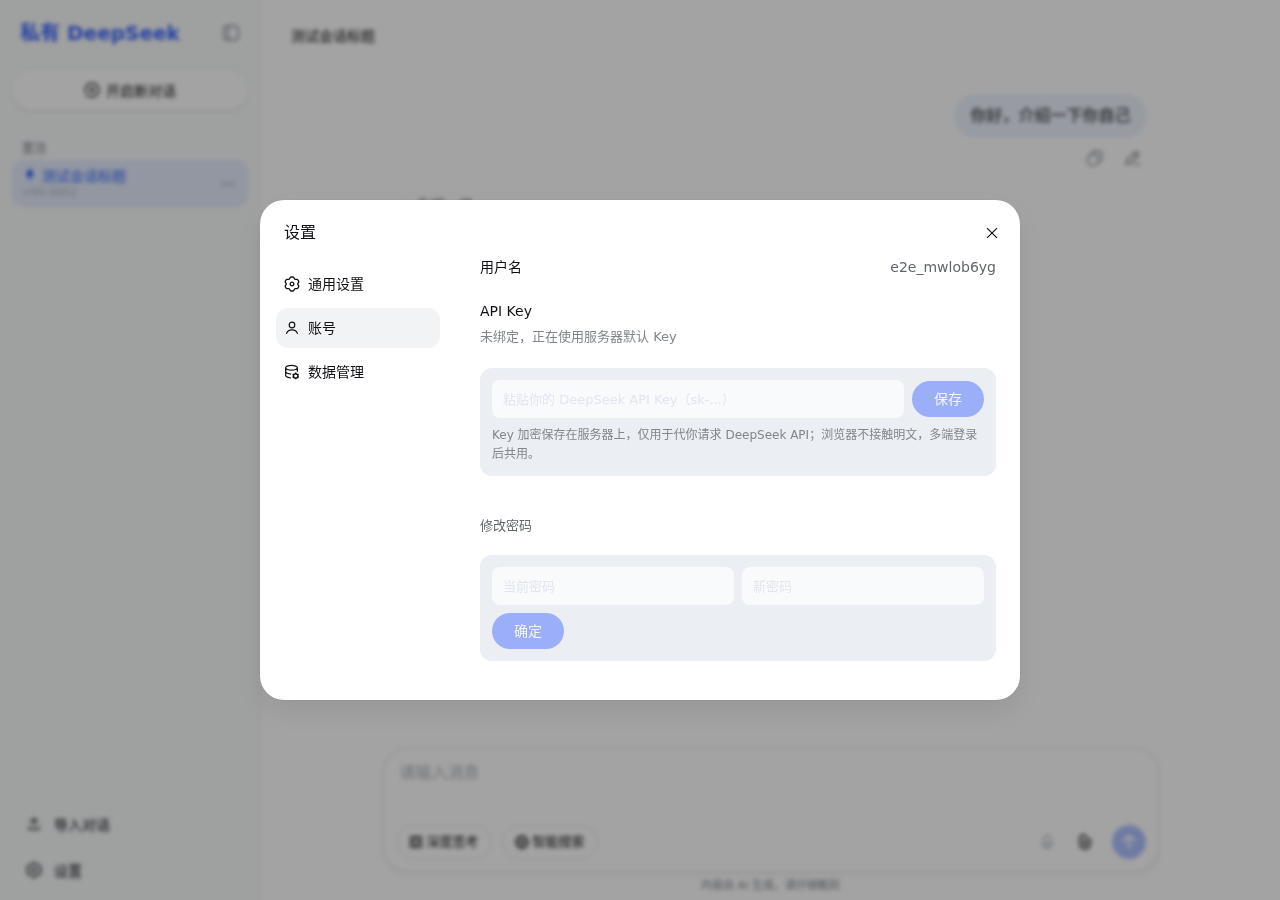 私有 DeepSeek
开启新对话
置顶
测试会话标题
测试会话标题
你好，介绍一下你自己
设置
通用设置
账号
数据管理
用户名
e2e_mwlob6yg
API Key
未绑定，正在使用服务器默认 Key
粘贴你的 DeepSeek API Key（sk-...）
保存
Key 加密保存在服务器上，仅用于代你请求 DeepSeek API；浏览器不接触明文，多端登录
后共用。
修改密码
当前密码
新密码
确定
请输入消息
深度思考
智能搜索
导入对话
设置
内容由 AI 生成，请仔细甄别